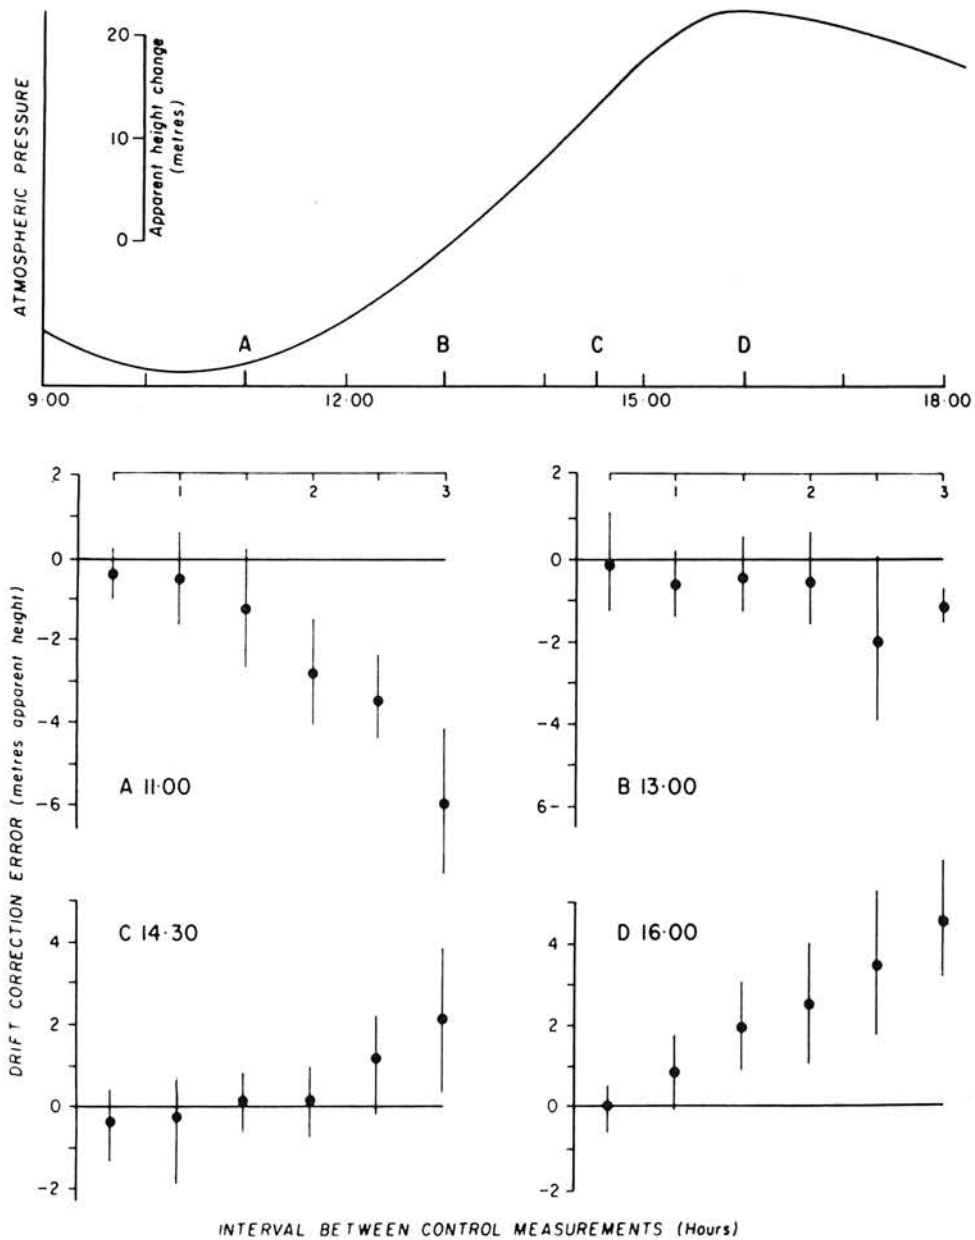 ATMOSPHERIC PRESSURE
20
10
0
Apparent height change
(metres)
A B C D
9·00 12·00 15·00 18·00
DRIFT CORRECTION ERROR (metres apparent height)
2
0
-2
-4
-6
1 2 3
A 11·00
2
0
-2
-4
6-
1 2 3
B 13·00
4
2
0
-2
C 14·30
4
2
0
-2
D 16·00
INTERVAL BETWEEN CONTROL MEASUREMENTS (Hours)